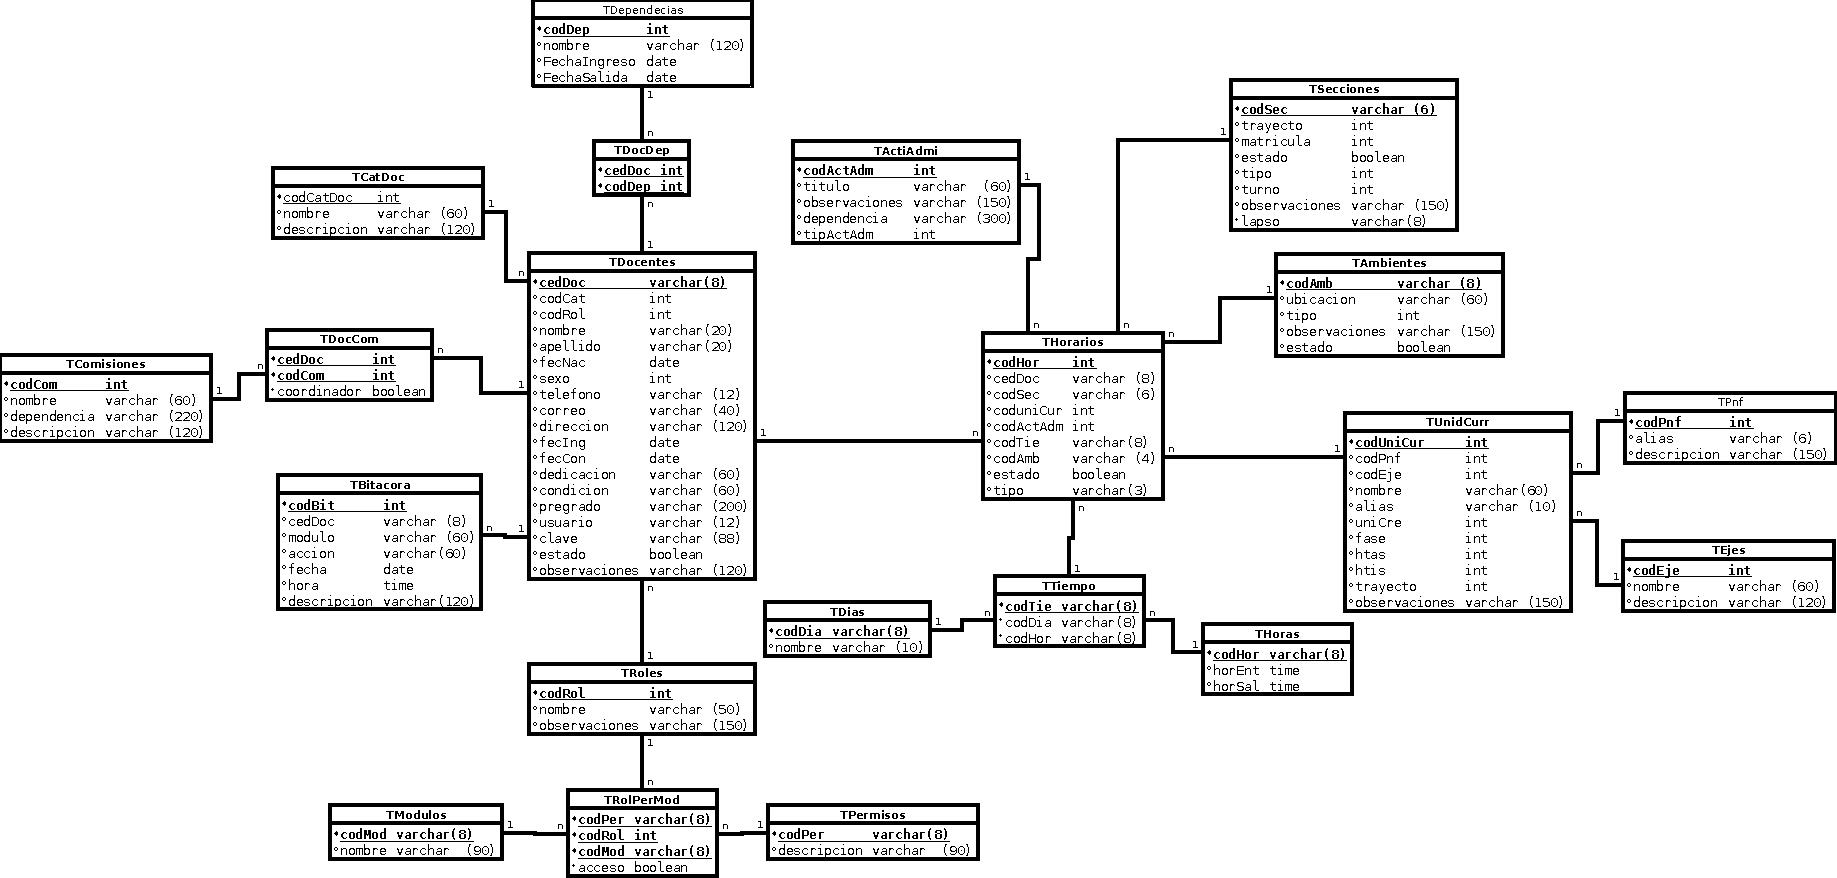 TDependecias
codDep int
nombre varchar (120)
FechaIngreso date
FechaSalida date
1
n
TDocDep
cedDoc int
codDep int
n
1
TCatDoc
codCatDoc int
nombre varchar (60)
descripcion varchar (120)
1
n
TActiAdmi
codActAdm int
titulo varchar (60)
observaciones varchar (150)
dependencia varchar (300)
tipActAdm int
1
n
TSecciones
codSec varchar (6)
trayecto int
matricula int
estado boolean
tipo int
turno int
observaciones varchar (150)
lapso varchar(8)
1
n
TDocentes
cedDoc varchar(8)
codCat int
codRol int
nombre varchar(20)
apellido varchar(20)
fecNac date
sexo int
telefono varchar (12)
correo varchar (40)
direccion varchar (120)
fecIng date
fecCon date
dedicacion varchar (60)
condicion varchar (60)
pregrado varchar (200)
usuario varchar (12)
clave varchar (88)
estado boolean
observaciones varchar (120)
TAmbientes
codAmb varchar (8)
ubicacion varchar (60)
tipo int
observaciones varchar (150)
estado boolean
1
n
TComisiones
codCom int
nombre varchar (60)
dependencia varchar (220)
descripcion varchar (120)
1
n
TDocCom
cedDoc int
codCom int
coordinador boolean
n
1
THorarios
codHor int
cedDoc varchar (8)
codSec varchar (6)
coduniCur int
codActAdm int
codTie varchar(8)
codAmb varchar (4)
estado boolean
tipo varchar(3)
1
n
n
1
TUnidCurr
codUniCur int
codPnf int
codEje int
nombre varchar(60)
alias varchar (10)
uniCre int
fase int
htas int
htis int
trayecto int
observaciones varchar (150)
TPnf
codPnf int
alias varchar (6)
descripcion varchar (150)
1
n
TEjes
codEje int
nombre varchar (60)
descripcion varchar (120)
n
1
TBitacora
codBit int
cedDoc varchar (8)
modulo varchar (60)
accion varchar(60)
fecha date
hora time
descripcion varchar(120)
n
1
n
1
TTiempo
codTie varchar(8)
codDia varchar(8)
codHor varchar(8)
TDias
codDia varchar(8)
nombre varchar (10)
1
n
THoras
codHor varchar(8)
horEnt time
horSal time
n
1
n
1
TRoles
codRol int
nombre varchar (50)
observaciones varchar (150)
1
n
TRolPerMod
codPer varchar(8)
codRol int
codMod varchar(8)
acceso boolean
TModulos
codMod varchar(8)
nombre varchar (90)
1
n
TPermisos
codPer varchar(8)
descripcion varchar (90)
n
1